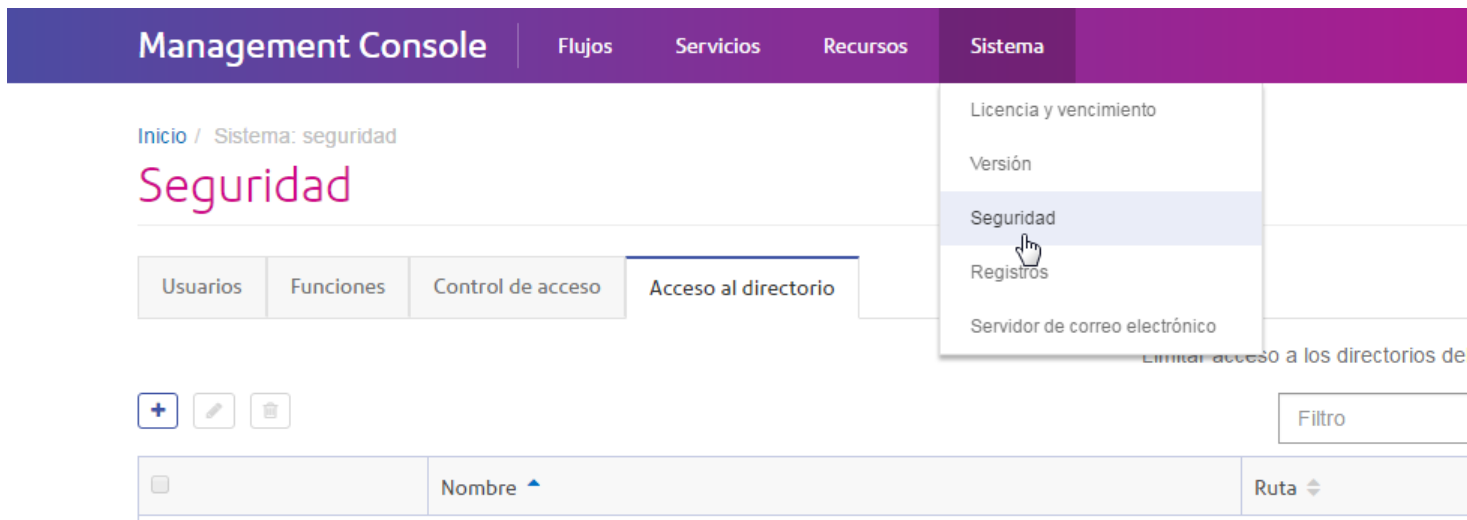 Management Console Flujos Servicios Recursos Sistema
Licencia y vencimiento
Inicio / Sistema: seguridad
Versión
Seguridad
Seguridad
Registros
Usuarios Funciones Control de acceso Acceso al directorio
Servidor de correo electrónico
Limitar acceso a los directorios de
Filtro
Nombre Ruta